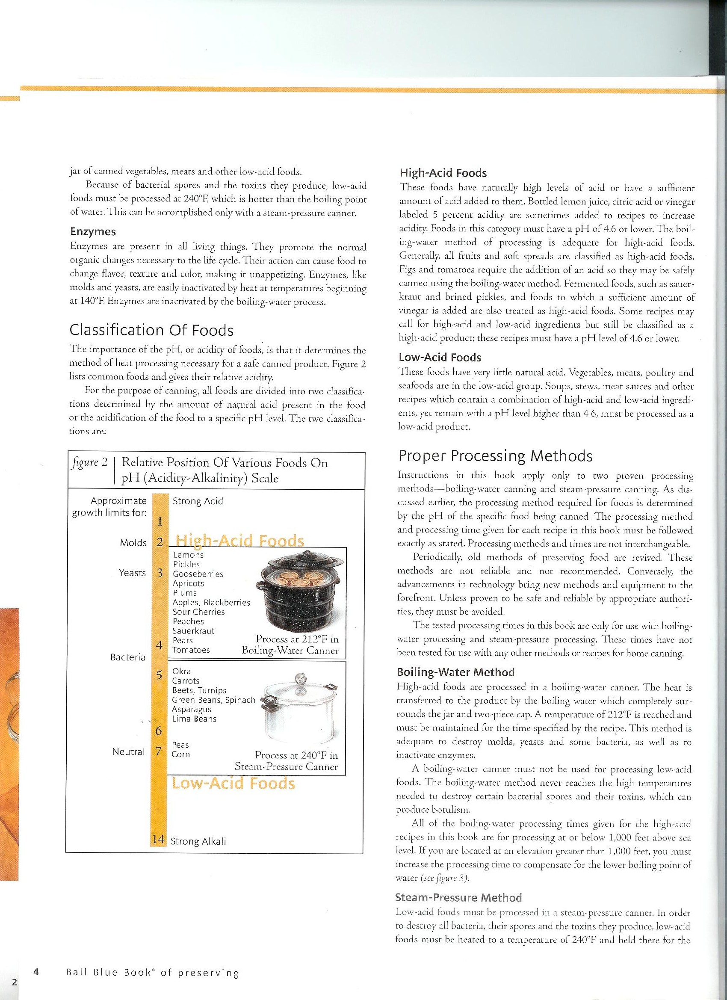 jar of canned vegetables, meats and other low-acid foods.
Because of bacterial spores and the toxins they produce, low-acid
foods must be processed at 240°F, which is hotter than the boiling point
of water. This can be accomplished only with a steam-pressure canner.
Enzymes
Enzymes are present in all living things. They promote the normal
organic changes necessary to the life cycle. Their action can cause food to
change flavor, texture and color, making it unappetizing. Enzymes, like
molds and yeasts, are easily inactivated by heat at temperatures beginning
at 140°F. Enzymes are inactivated by the boiling-water process.
Classification Of Foods
The importance of the pH, or acidity of foods, is that it determines the
method of heat processing necessary for a safe canned product. Figure 2
lists common foods and gives their relative acidity.
For the purpose of canning, all foods are divided into two classifica-
tions determined by the amount of natural acid present in the food
or the acidification of the food to a specific pH level. The two classifica-
tions are:
figure 2
Relative Position Of Various Foods On
pH (Acidity-Alkalinity) Scale
Approximate
growth limits for:
Strong Acid
1
Molds 2 High-Acid Foods
Lemons
Pickles
Yeasts 3 Gooseberries
Apricots
Plums
Apples, Blackberries
Sour Cherries
Peaches
Sauerkraut
4 Pears
Tomatoes
Process at 212°F in
Boiling-Water Canner
Bacteria
5 Okra
Carrots
Beets, Turnips
Green Beans, Spinach
Asparagus
Lima Beans
6
Peas
Neutral 7 Corn
Process at 240°F in
Steam-Pressure Canner
Low-Acid Foods
14 Strong Alkali
High-Acid Foods
These foods have naturally high levels of acid or have a sufficient
amount of acid added to them. Bottled lemon juice, citric acid or vinegar
labeled 5 percent acidity are sometimes added to recipes to increase
acidity. Foods in this category must have a pH of 4.6 or lower. The boil-
ing-water method of processing is adequate for high-acid foods.
Generally, all fruits and soft spreads are classified as high-acid foods.
Figs and tomatoes require the addition of an acid so they may be safely
canned using the boiling-water method. Fermented foods, such as sauer-
kraut and brined pickles, and foods to which a sufficient amount of
vinegar is added are also treated as high-acid foods. Some recipes may
call for high-acid and low-acid ingredients but still be classified as a
high-acid product; these recipes must have a pH level of 4.6 or lower.
Low-Acid Foods
These foods have very little natural acid. Vegetables, meats, poultry and
seafoods are in the low-acid group. Soups, stews, meat sauces and other
recipes which contain a combination of high-acid and low-acid ingredi-
ents, yet remain with a pH level higher than 4.6, must be processed as a
low-acid product.
Proper Processing Methods
Instructions in this book apply only to two proven processing
methods—boiling-water canning and steam-pressure canning. As dis-
cussed earlier, the processing method required for foods is determined
by the pH of the specific food being canned. The processing method
and processing time given for each recipe in this book must be followed
exactly as stated. Processing methods and times are not interchangeable.
Periodically, old methods of preserving food are revived. These
methods are not reliable and not recommended. Conversely, the
advancements in technology bring new methods and equipment to the
forefront. Unless proven to be safe and reliable by appropriate authori-
ties, they must be avoided.
The tested processing times in this book are only for use with boiling-
water processing and steam-pressure processing. These times have not
been tested for use with any other methods or recipes for home canning.
Boiling-Water Method
High-acid foods are processed in a boiling-water canner. The heat is
transferred to the product by the boiling water which completely sur-
rounds the jar and two-piece cap. A temperature of 212°F is reached and
must be maintained for the time specified by the recipe. This method is
adequate to destroy molds, yeasts and some bacteria, as well as to
inactivate enzymes.
A boiling-water canner must not be used for processing low-acid
foods. The boiling-water method never reaches the high temperatures
needed to destroy certain bacterial spores and their toxins, which can
produce botulism.
All of the boiling-water processing times given for the high-acid
recipes in this book are for processing at or below 1,000 feet above sea
level. If you are located at an elevation greater than 1,000 feet, you must
increase the processing time to compensate for the lower boiling point of
water (see figure 3).
Steam-Pressure Method
Low-acid foods must be processed in a steam-pressure canner. In order
to destroy all bacteria, their spores and the toxins they produce, low-acid
foods must be heated to a temperature of 240°F and held there for the
4 Ball Blue Book® of preserving
2